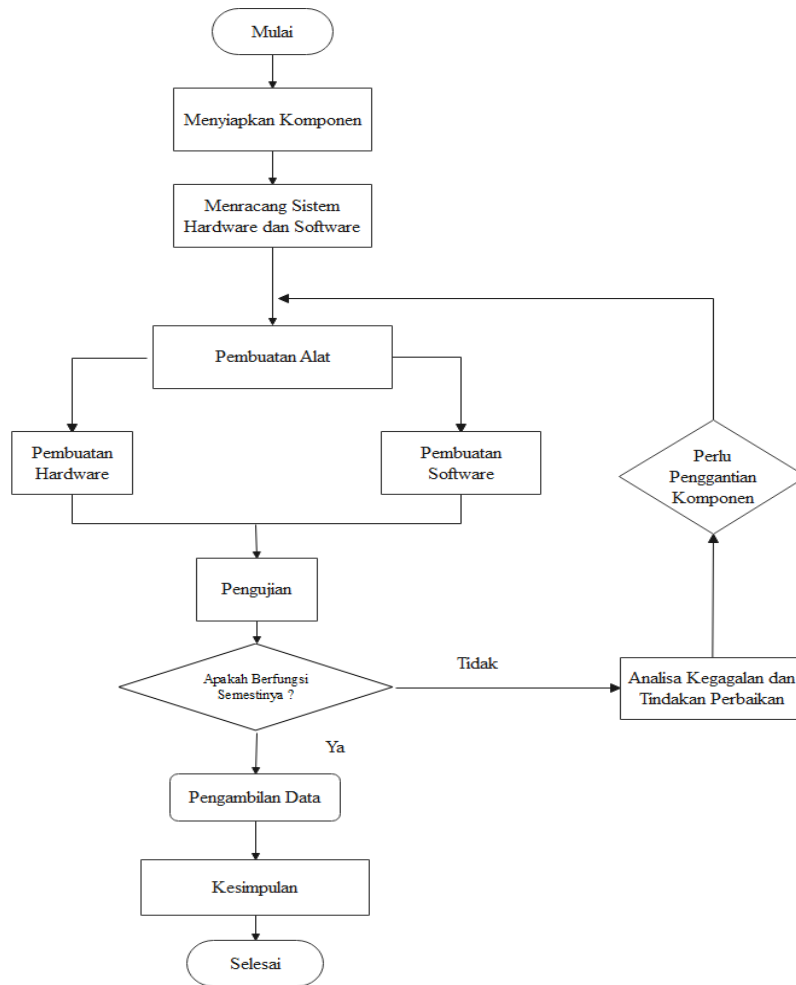 Mulai
Menyiapkan Komponen
Menracang Sistem
Hardware dan Software
Pembuatan Alat
Pembuatan
Hardware
Pembuatan
Software
Perlu
Penggantian
Komponen
Pengujian
Apakah Berfungsi
Semestinya ?
Tidak
Analisa Kegagalan dan
Tindakan Perbaikan
Ya
Pengambilan Data
Kesimpulan
Selesai